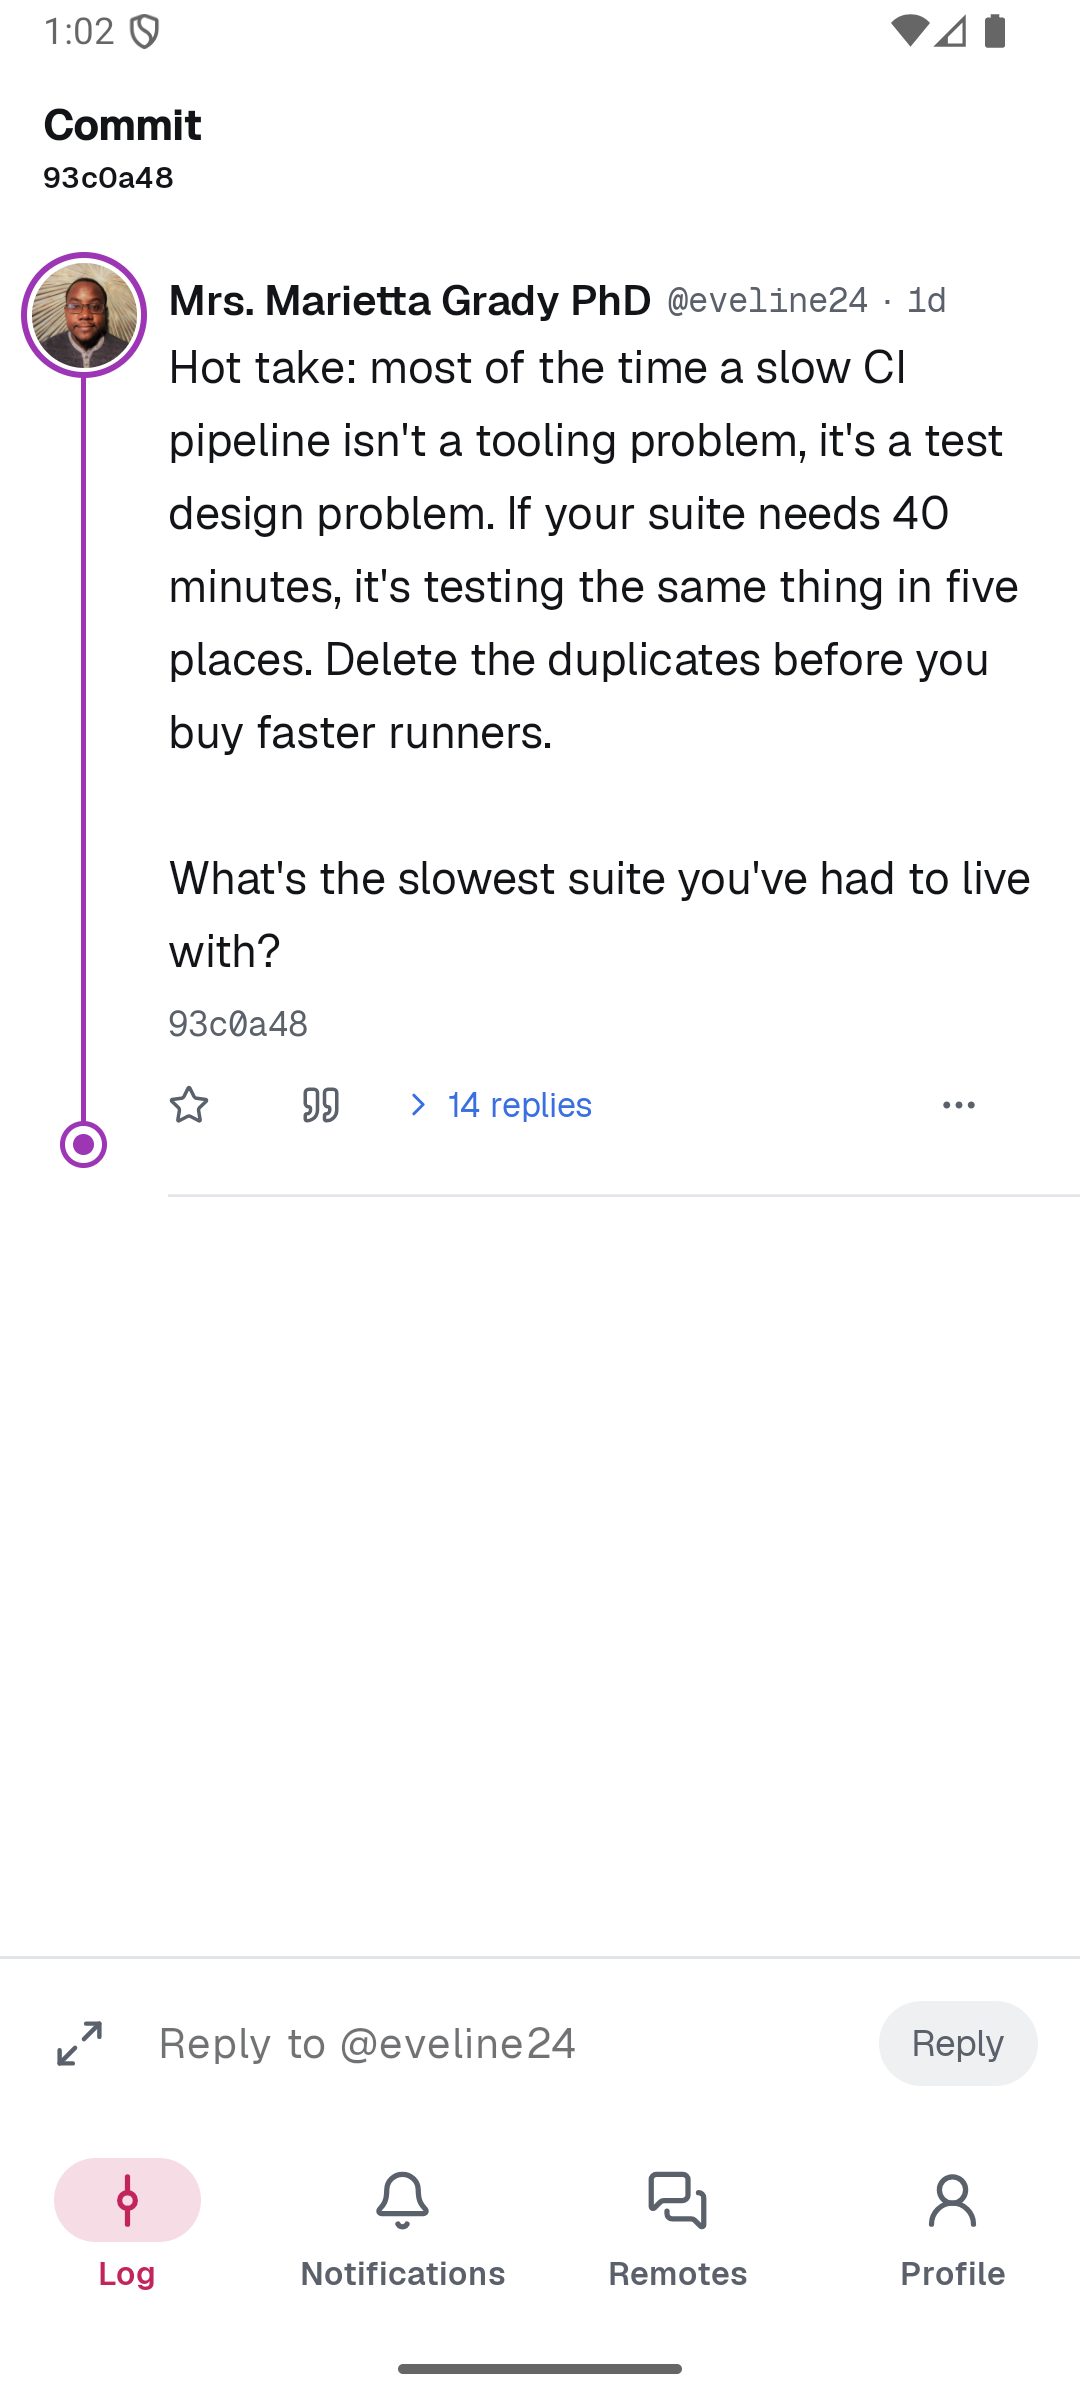 1:02
Commit
93c0a48
Mrs. Marietta Grady PhD @eveline24 · 1d
Hot take: most of the time a slow CI
pipeline isn't a tooling problem, it's a test
design problem. If your suite needs 40
minutes, it's testing the same thing in five
places. Delete the duplicates before you
buy faster runners.
What's the slowest suite you've had to live
with?
93c0a48
14 replies
Reply to @eveline24
Reply
Log
Notifications
Remotes
Profile